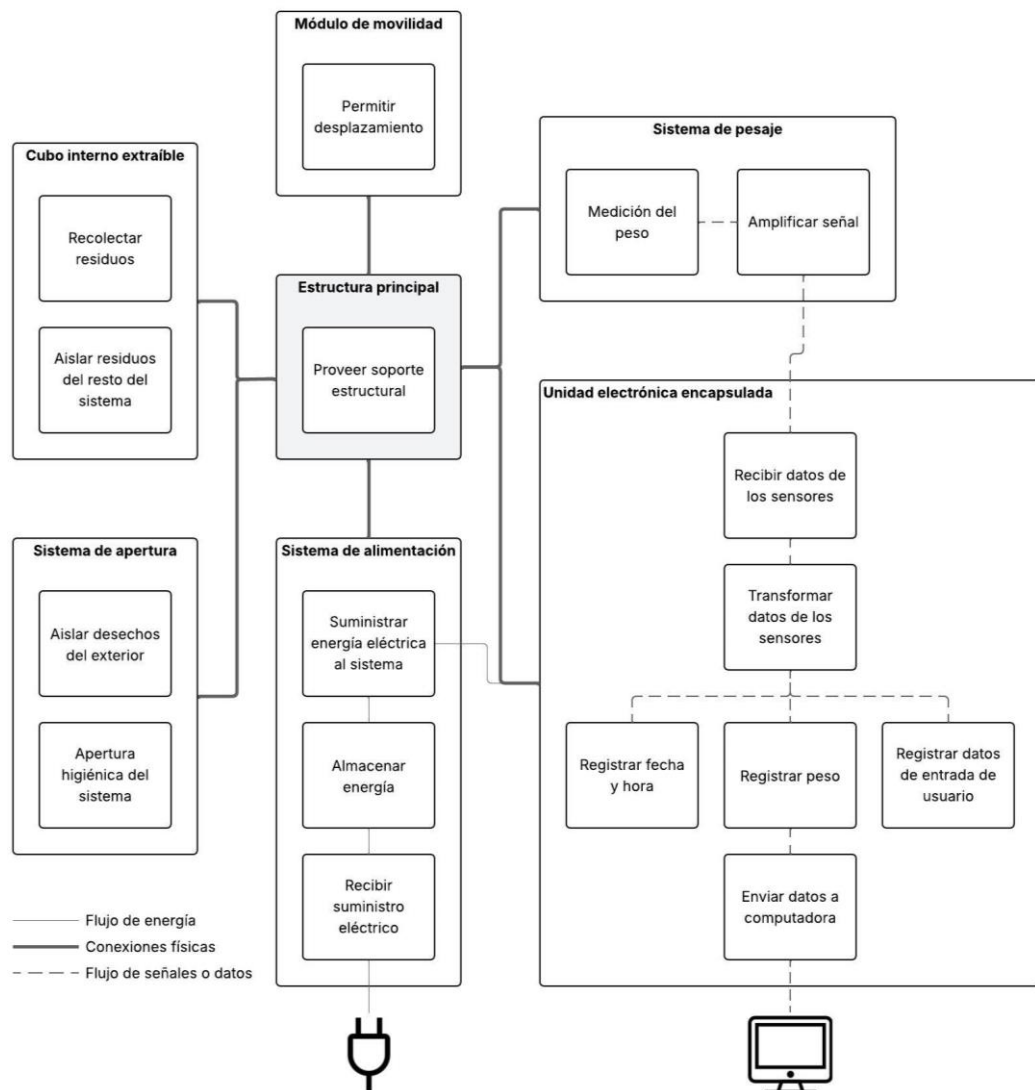 Módulo de movilidad
Permitir
desplazamiento
Cubo interno extraíble
Recolectar
residuos
Aislar residuos
del resto del
sistema
Sistema de pesaje
Medición del
peso
Amplificar señal
Estructura principal
Proveer soporte
estructural
Unidad electrónica encapsulada
Recibir datos de
los sensores
Transformar
datos de los
sensores
Registrar fecha
y hora
Registrar peso
Registrar datos
de entrada de
usuario
Enviar datos a
computadora
Sistema de apertura
Aislar desechos
del exterior
Apertura
higiénica del
sistema
Sistema de alimentación
Suministrar
energía eléctrica
al sistema
Almacenar
energía
Recibir
suministro
eléctrico
Flujo de energía
Conexiones físicas
Flujo de señales o datos